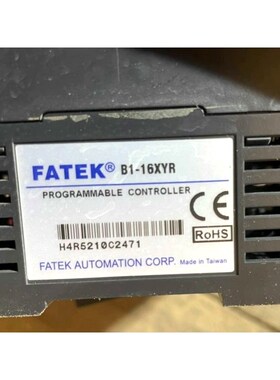 FATEK® B1-16XYR
PROGRAMMABLE CONTROLLER
CE
H4R5210C2471
RoHS
FATEK AUTOMATION CORP. Made in Taiwan